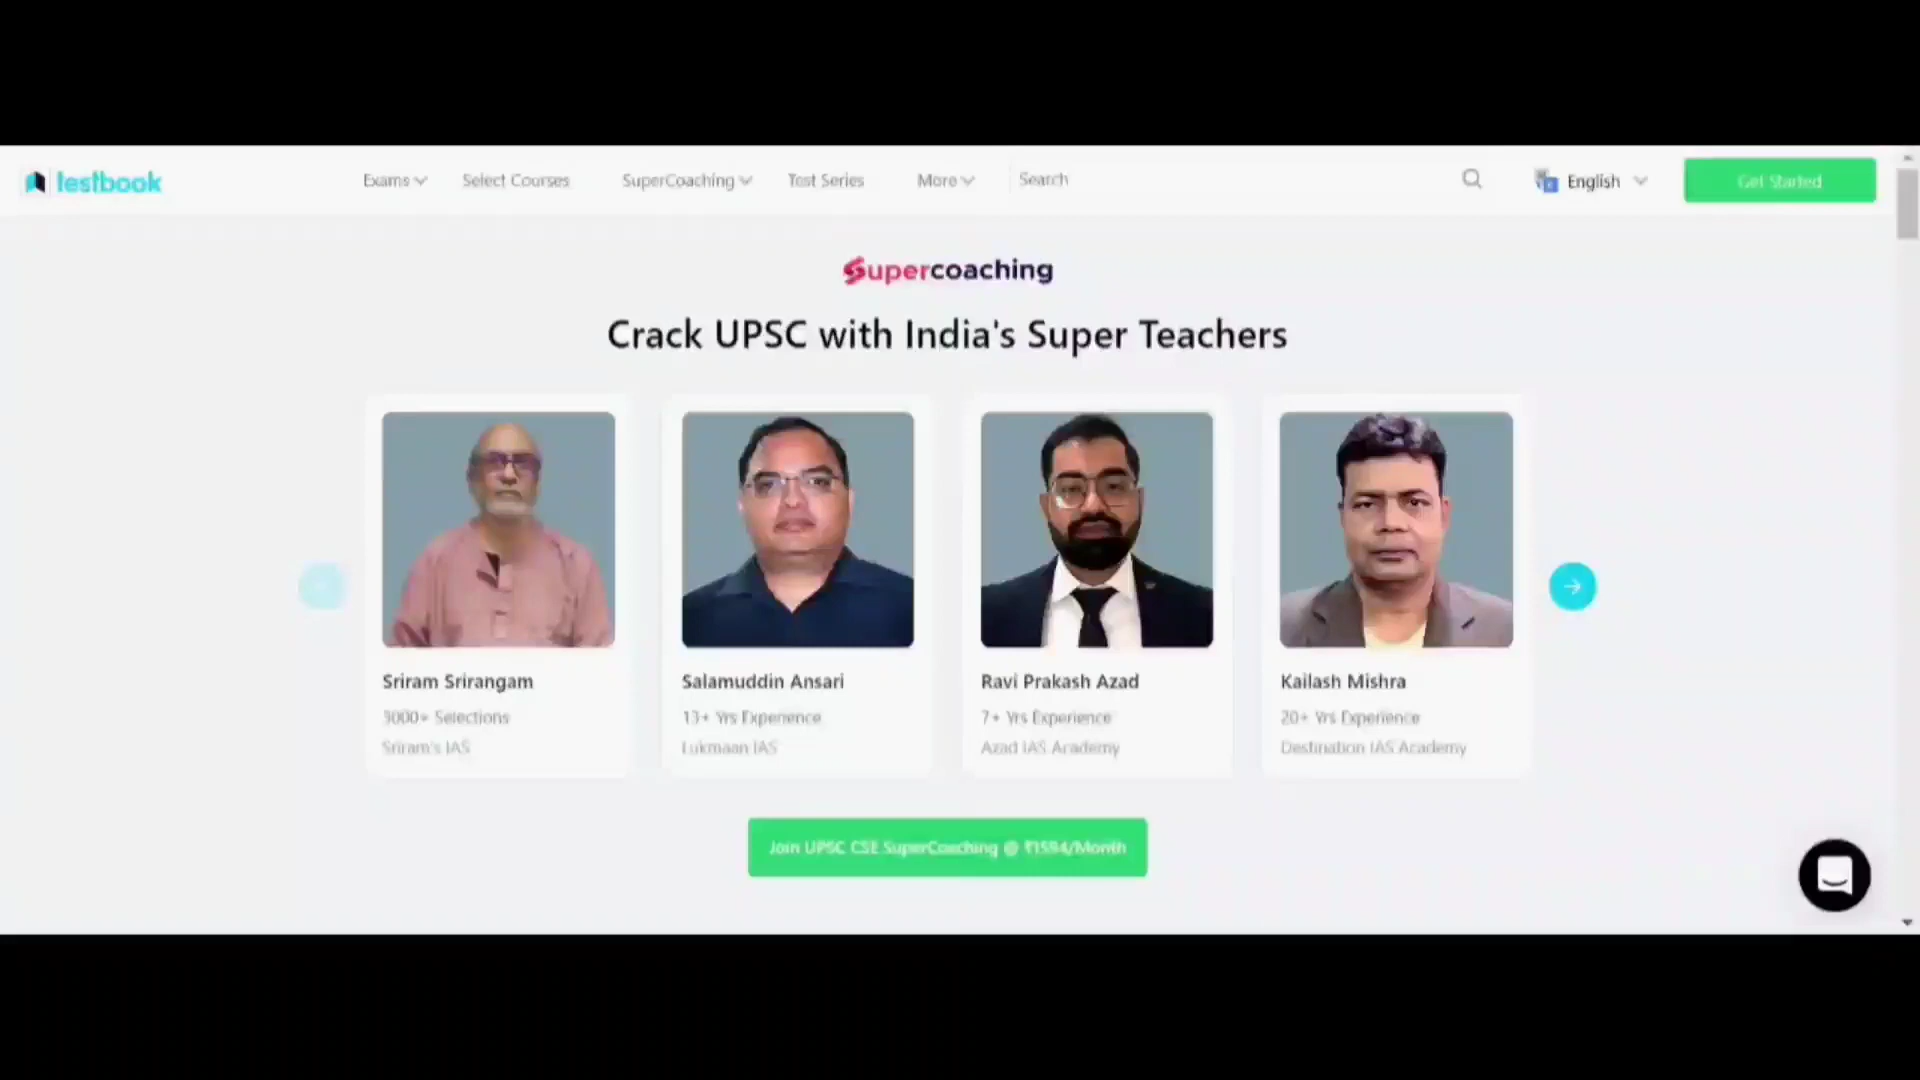 testbook
Exams
Select Courses
SuperCoaching
Test Series
More
Search
English
Get Started
Supercoaching
Crack UPSC with India's Super Teachers
Sriram Srirangam
3000+ Selections
Sriram's IAS
Salamuddin Ansari
13+ Yrs Experience
Lukmaan IAS
Ravi Prakash Azad
7+ Yrs Experience
Azad IAS Academy
Kailash Mishra
20+ Yrs Experience
Destination IAS Academy
Join UPSC CSE SuperCoaching @ ₹1594/Month